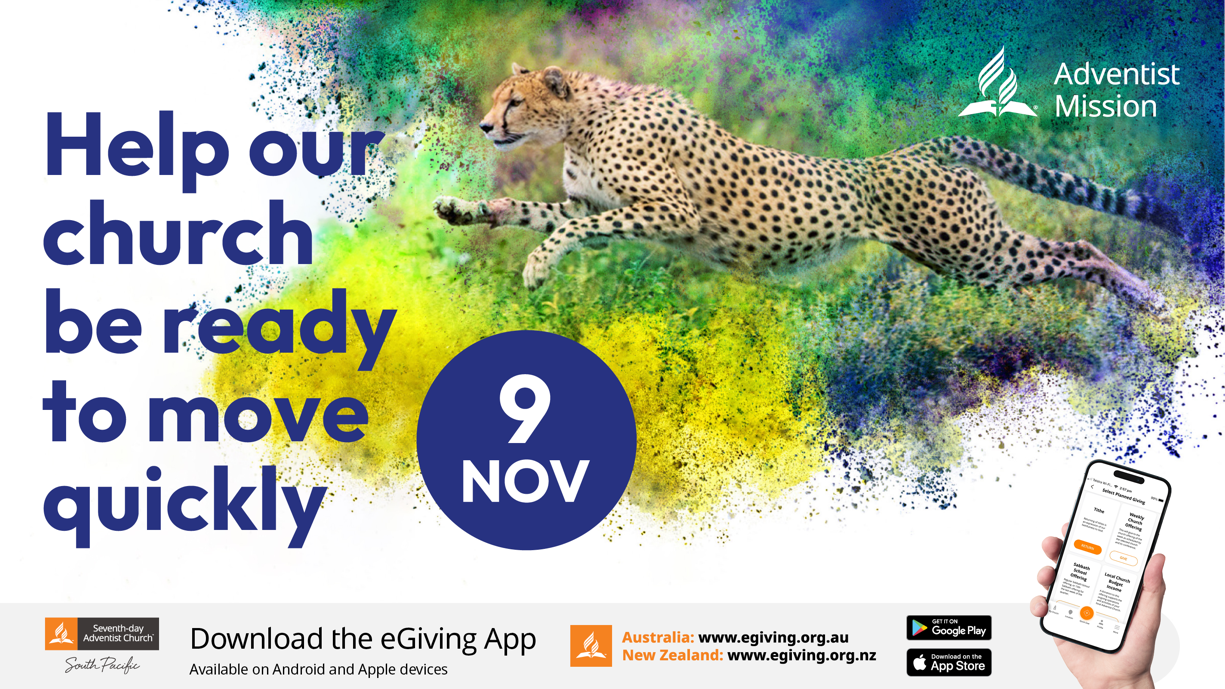 Adventist
Mission
Help our
church
be ready
to move
quickly
9
NOV
Select Planned Giving
Tithe
Weekly
Church
Offering
Sabbath
School
Offering
Local Church
Budget
Income
Seventh-day
Adventist Church
South Pacific
Download the eGiving App
Available on Android and Apple devices
Australia: www.egiving.org.au
New Zealand: www.egiving.org.nz
GET IT ON
Google Play
Download on the
App Store